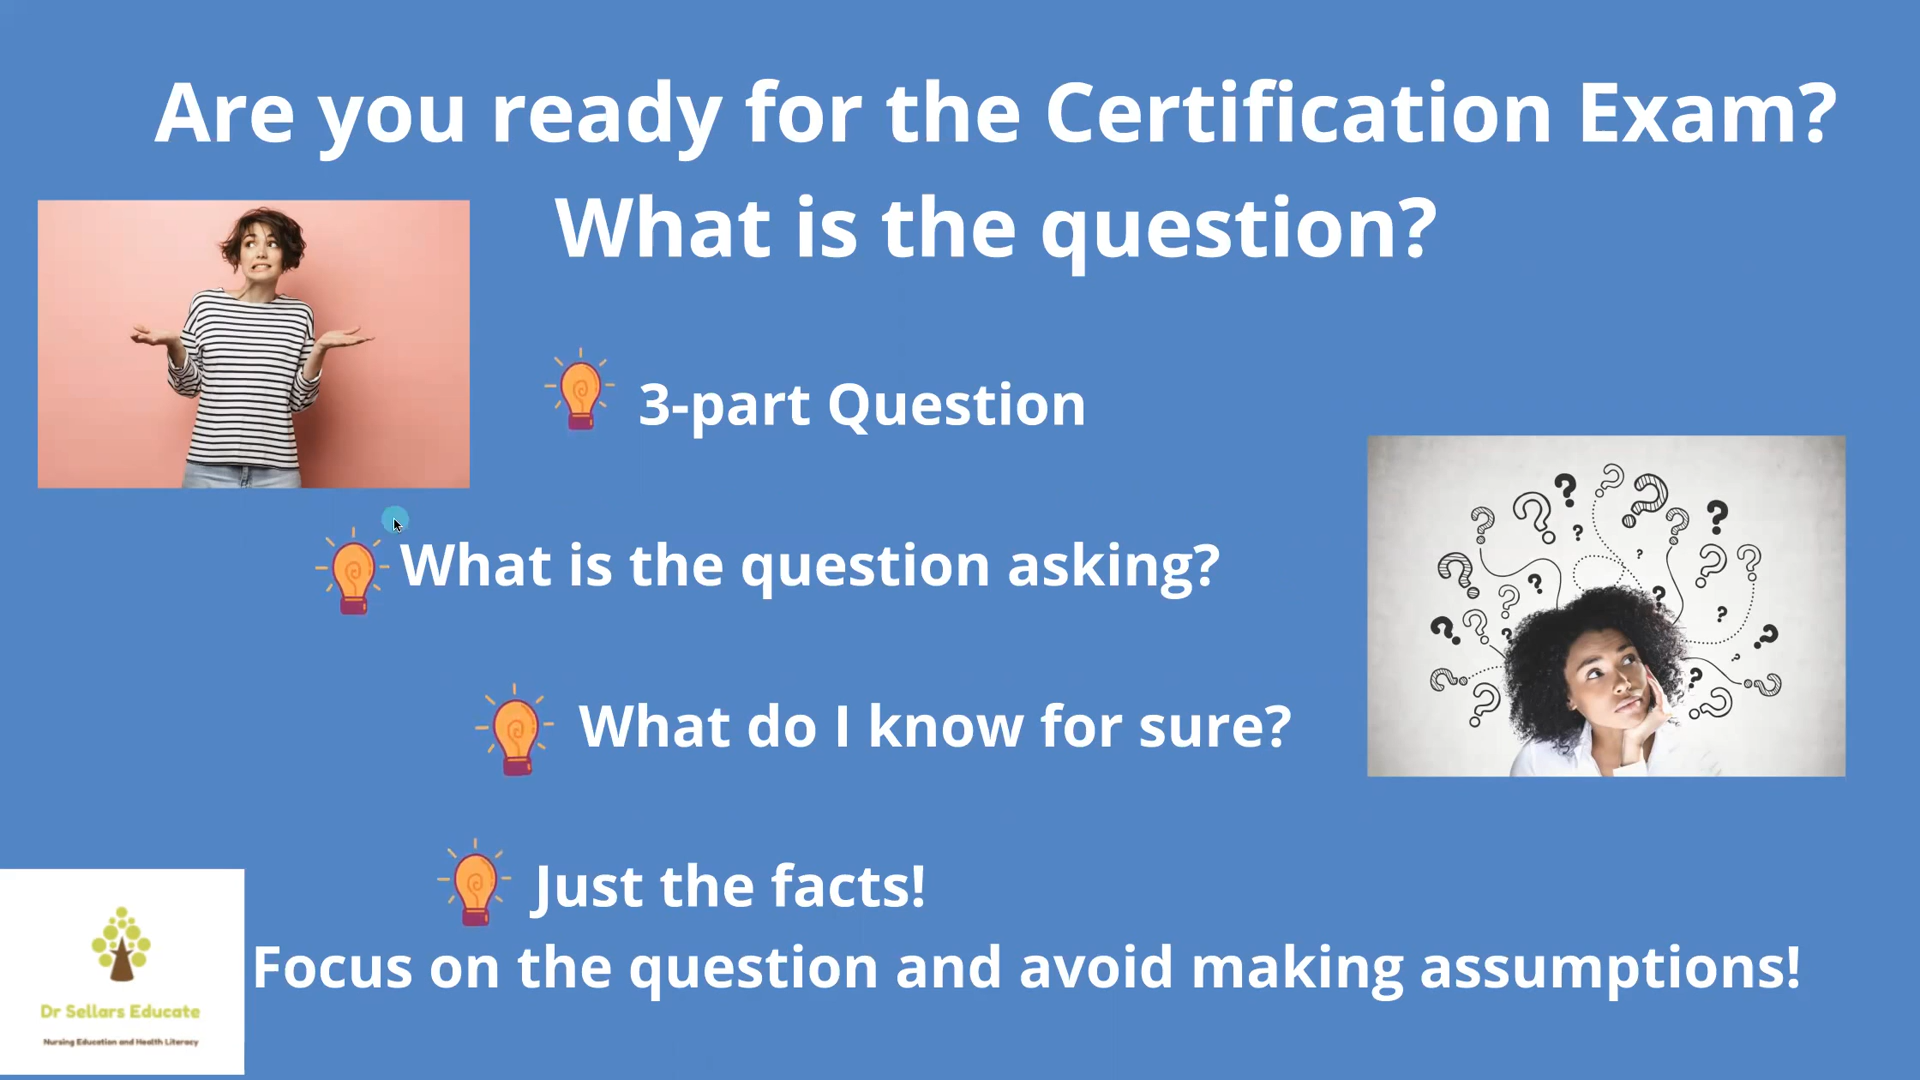 Are you ready for the Certification Exam?
What is the question?
3-part Question
What is the question asking?
What do I know for sure?
Just the facts!
Focus on the question and avoid making assumptions!
Dr Sellars Educate
Nursing Education and Health Literacy